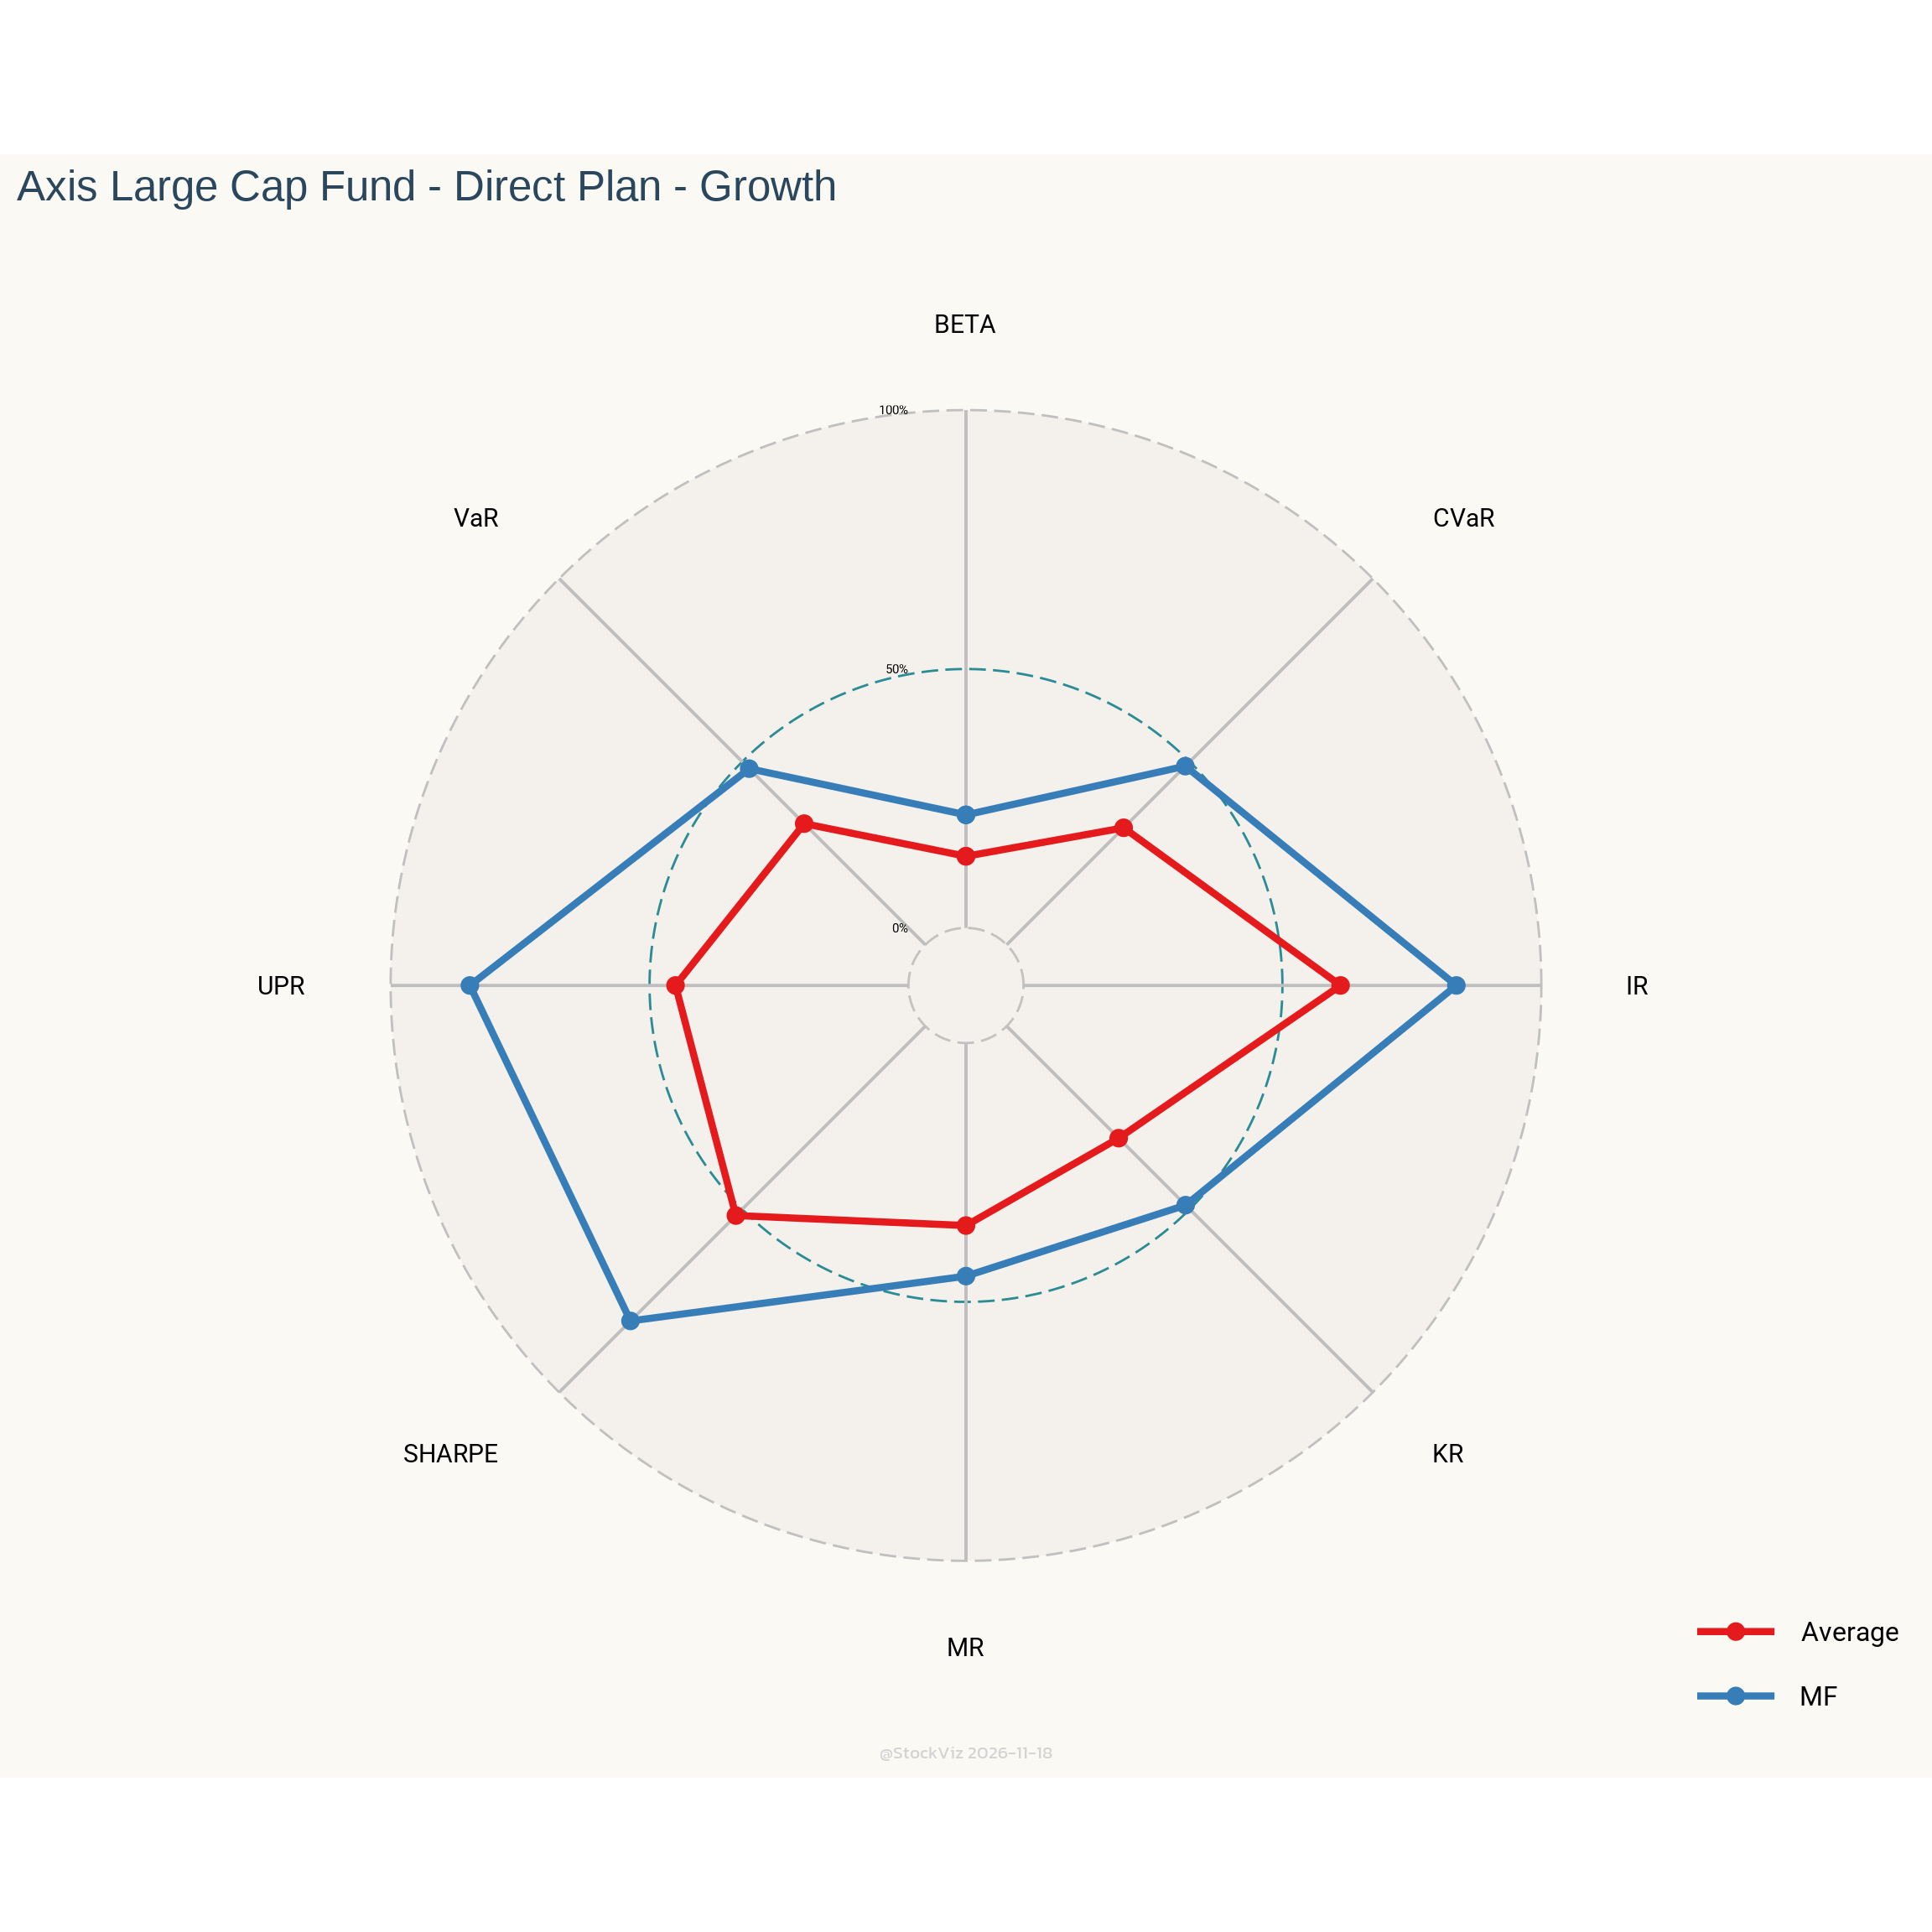 Axis Large Cap Fund - Direct Plan - Growth
BETA
100%
VaR
CVaR
50%
0%
UPR
IR
SHARPE
KR
MR
Average
MF
@StockViz 2026-11-18